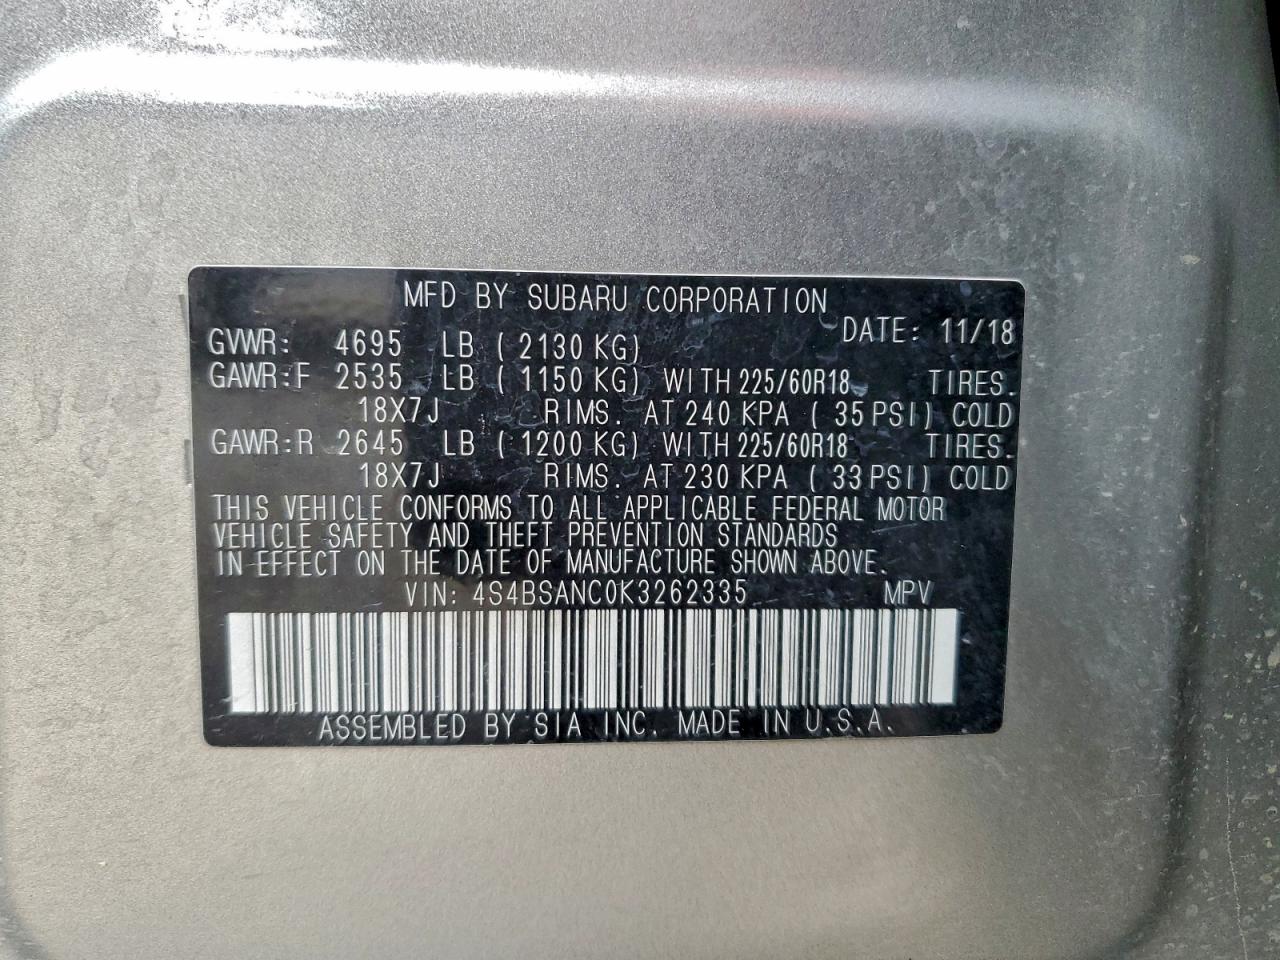 MFD BY SUBARU CORPORATION
DATE: 11/18
GVWR: 4695 LB ( 2130 KG)
GAWR:F 2535 LB ( 1150 KG) WITH 225/60R18 TIRES.
18X7J RIMS. AT 240 KPA ( 35 PSI) COLD
GAWR:R 2645 LB ( 1200 KG) WITH 225/60R18 TIRES.
18X7J RIMS. AT 230 KPA ( 33 PSI) COLD
THIS VEHICLE CONFORMS TO ALL APPLICABLE FEDERAL MOTOR
VEHICLE SAFETY AND THEFT PREVENTION STANDARDS
IN EFFECT ON THE DATE OF MANUFACTURE SHOWN ABOVE.
VIN: 4S4BSANC0K3262335 MPV
ASSEMBLED BY SIA INC. MADE IN U.S.A.